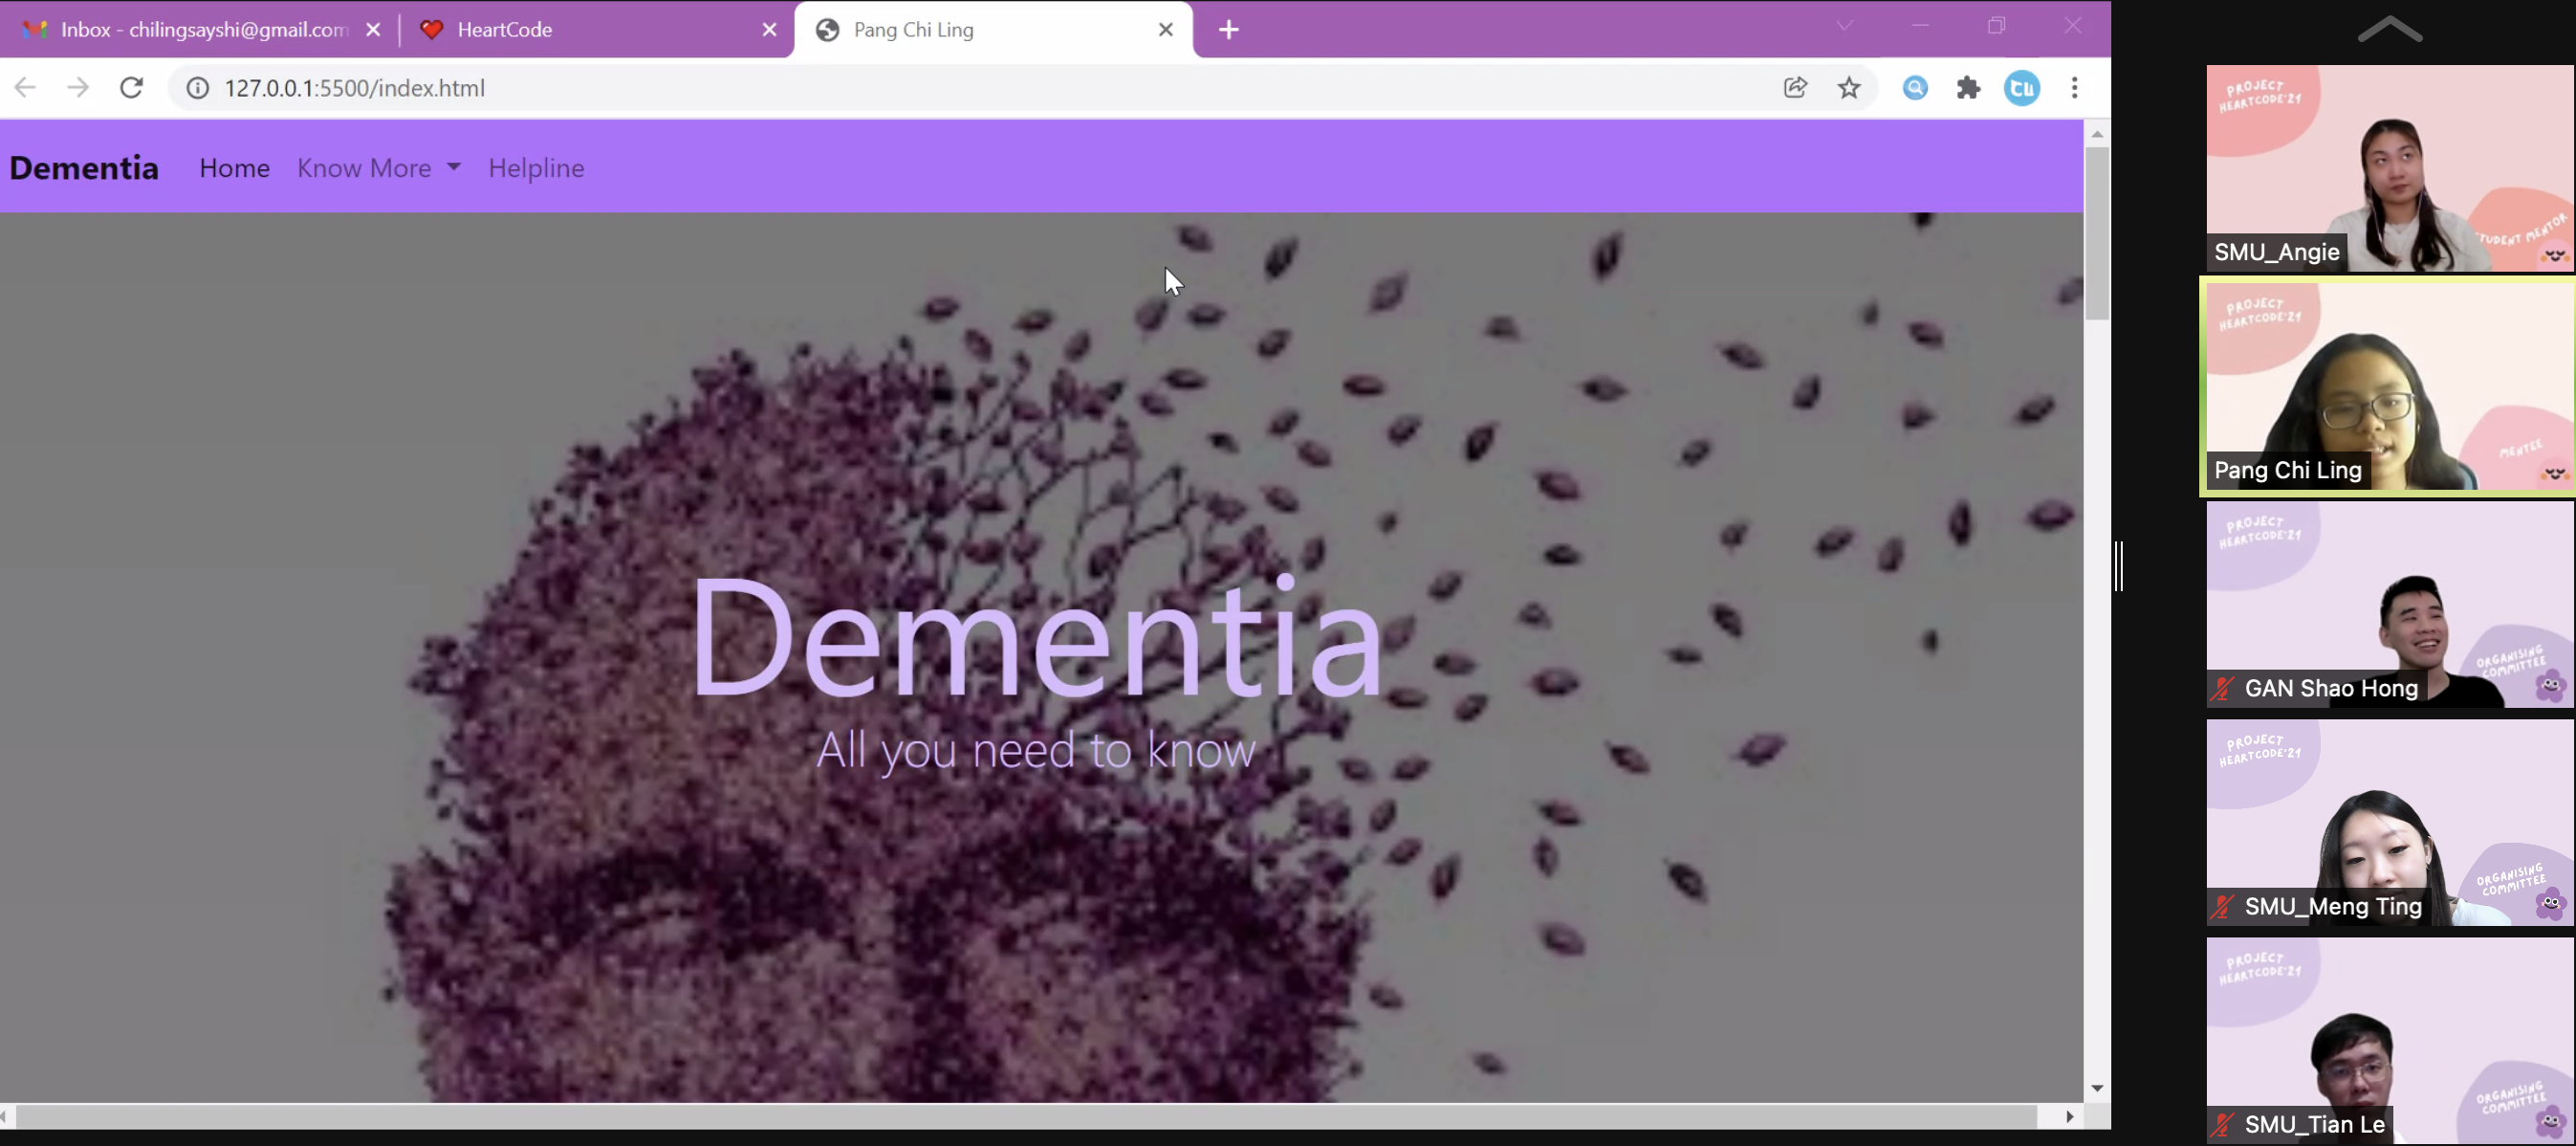 Inbox - chilingsayshi@gmail.com
HeartCode
Pang Chi Ling
127.0.0.1:5500/index.html
Dementia Home Know More Helpline
Dementia
All you need to know
PROJECT
HEARTCODE'21
STUDENT MENTOR
SMU_Angie
PROJECT
HEARTCODE'21
MENTEE
Pang Chi Ling
PROJECT
HEARTCODE'21
ORGANISING
COMMITTEE
GAN Shao Hong
PROJECT
HEARTCODE'21
ORGANISING
COMMITTEE
SMU_Meng Ting
PROJECT
HEARTCODE'21
ORGANISING
COMMITTEE
SMU_Tian Le